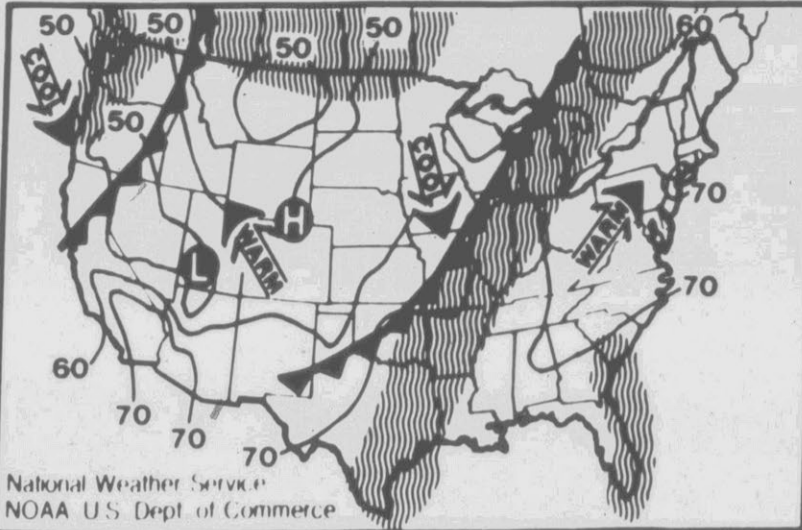 50 50 50 50 60
COOL
50
COOL
H
WARM
L
WARM
70
70
60
70
70
70
National Weather Service
NOAA U.S. Dept. of Commerce